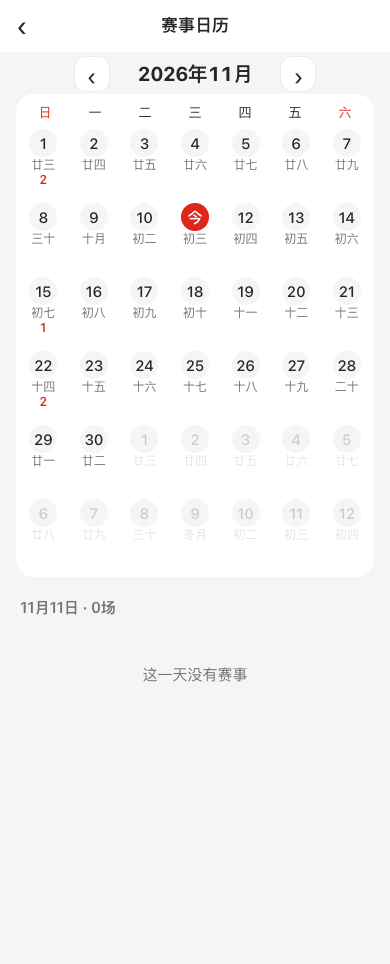 ‹ 赛事日历
‹ 2026年11月 ›
日 一 二 三 四 五 六
1 2 3 4 5 6 7
廿三 廿四 廿五 廿六 廿七 廿八 廿九
2
8 9 10 今 12 13 14
三十 十月 初二 初三 初四 初五 初六
15 16 17 18 19 20 21
初七 初八 初九 初十 十一 十二 十三
1
22 23 24 25 26 27 28
十四 十五 十六 十七 十八 十九 二十
2
29 30 1 2 3 4 5
廿一 廿二 廿三 廿四 廿五 廿六 廿七
6 7 8 9 10 11 12
廿八 廿九 三十 冬月 初二 初三 初四
11月11日 · 0场
这一天没有赛事